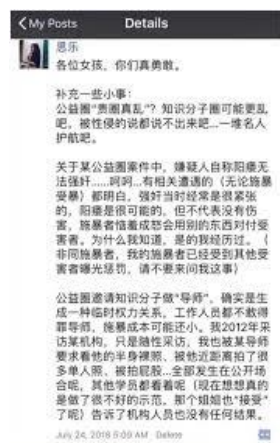 My Posts
Details
恩乐
各位女孩，你们真勇敢。
补充一些小事：
公益圈“贵圈真乱”？知识分子圈可能更乱
吧，被性侵的说都说不出来吧…一堆名人
护航吧。
关于某公益圈案件中，嫌疑人自称阳痿无
法强奸……呵呵…有相关遭遇的（无论施暴
受暴）都明白，强奸当时经常是很紧张
的，阳痿是很可能的，但不代表没有伤
害，施暴者恼羞成怒会用别的东西对付受
害者。为什么我知道，是的我经历过。（
非同施暴者，我的施暴者已经受到其他受
害者曝光惩罚，请不要来问我这事）
公益圈邀请知识分子做“导师”，确实是生
成一种临时权力关系，工作人员都不敢得
罪导师，施暴成本可能还小。我2012年采
访某机构，只是随性采访，我也被某导师
要求看他的半身裸照、被他近距离拍了很
多单人照、被拍屁股…全部发生在公开场
合呢，其他学员都看着呢（现在想想真的
是做了很不好的示范。那个姐姐也“接受”
了呢）告诉了机构人员也没有任何结果。
July 24, 2018 5:09 AM
Delete